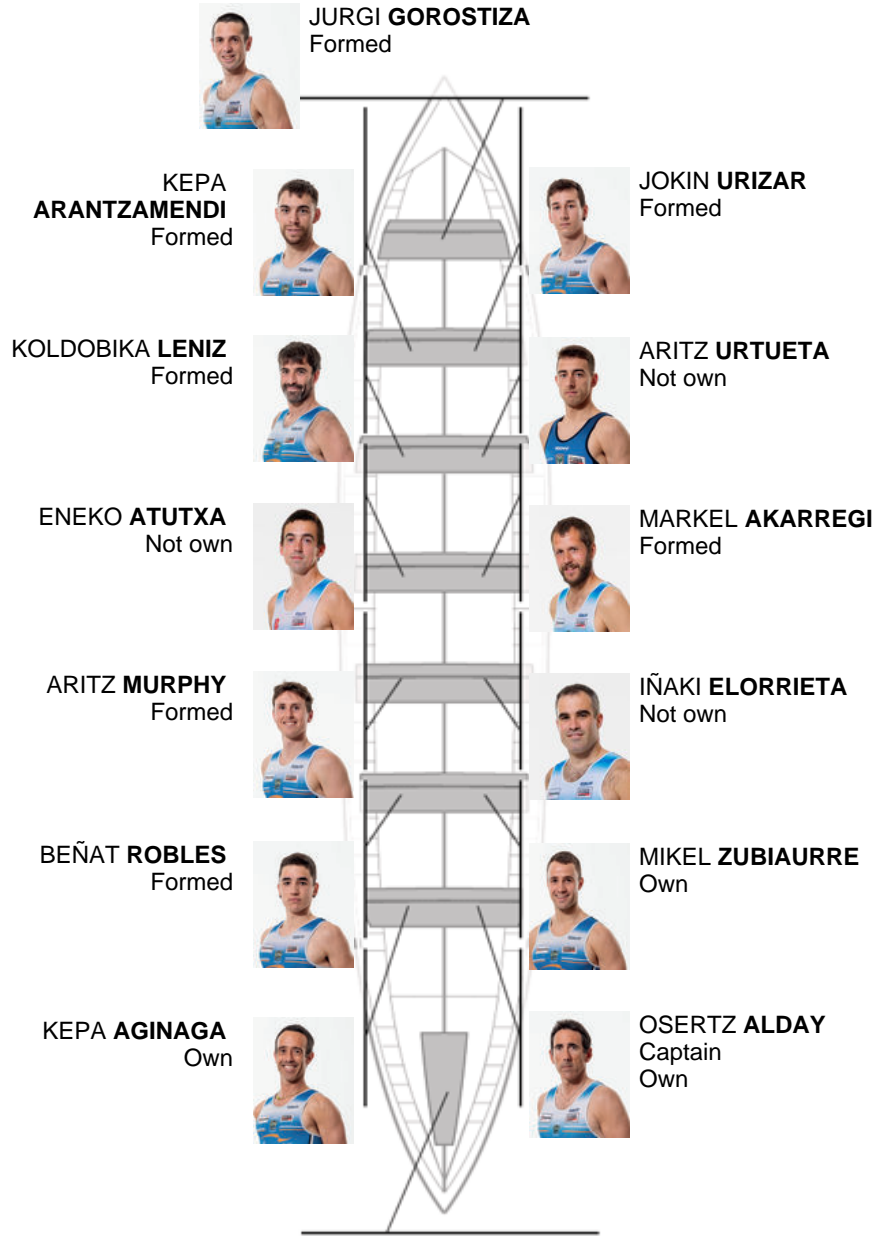 JURGI GOROSTIZA
Formed
KEPA
ARANTZAMENDI
Formed
JOKIN URIZAR
Formed
KOLDOBIKA LENIZ
Formed
ARITZ URTUETA
Not own
ENEKO ATUTXA
Not own
MARKEL AKARREGI
Formed
ARITZ MURPHY
Formed
IÑAKI ELORRIETA
Not own
BEÑAT ROBLES
Formed
MIKEL ZUBIAURRE
Own
KEPA AGINAGA
Own
OSERTZ ALDAY
Captain
Own